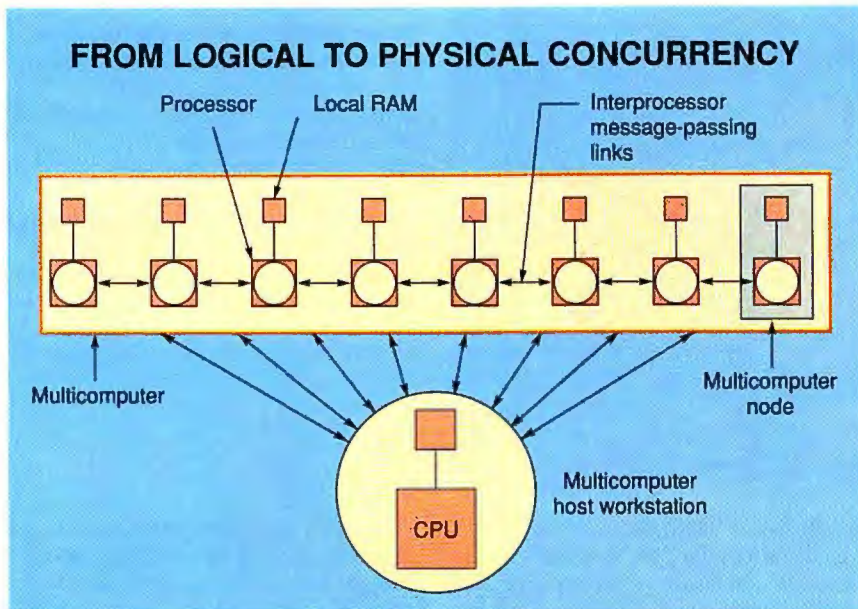 FROM LOGICAL TO PHYSICAL CONCURRENCY
Processor
Local RAM
Interprocessor
message-passing
links
Multicomputer
Multicomputer
node
Multicomputer
host workstation
CPU